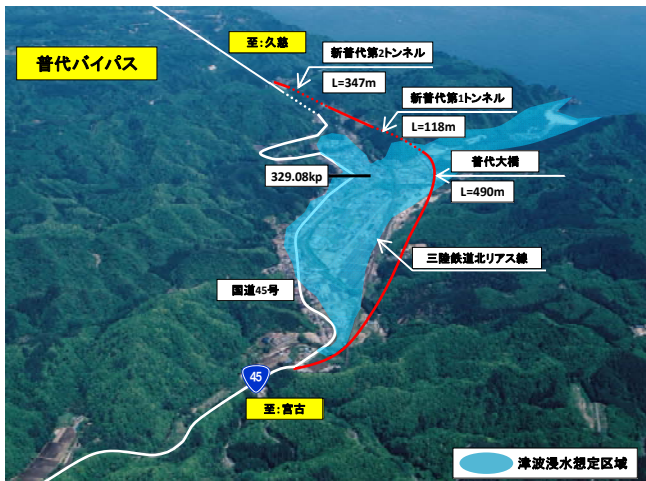 普代バイパス
至:久慈
新普代第2トンネル
L=347m
新普代第1トンネル
L=118m
普代大橋
L=490m
329.08kp
三陸鉄道北リアス線
国道45号
45
至:宮古
津波浸水想定区域